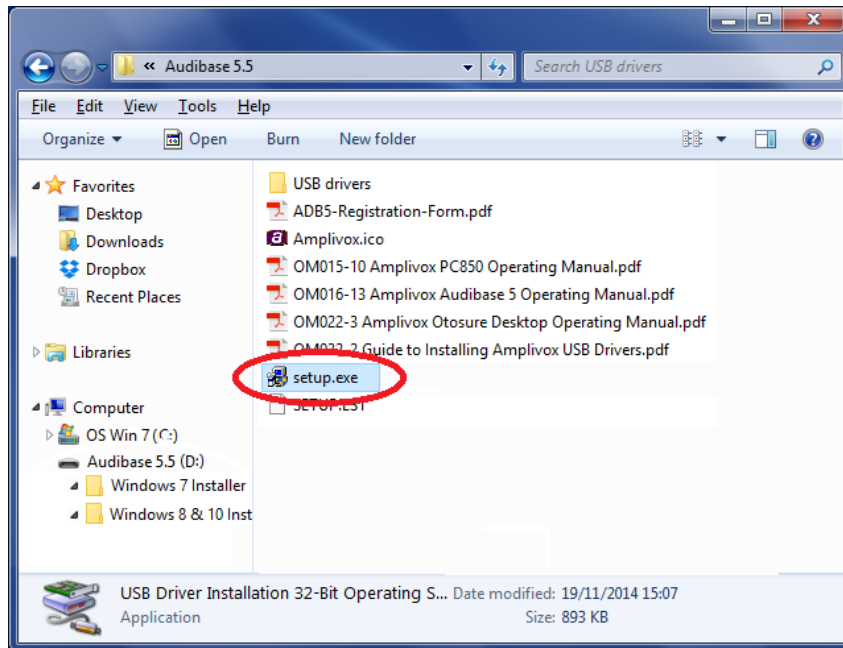 « Audibase 5.5
Search USB drivers
File Edit View Tools Help
Organize Open Burn New folder
Favorites
Desktop
Downloads
Dropbox
Recent Places
Libraries
Computer
OS Win 7 (C:)
Audibase 5.5 (D:)
Windows 7 Installer
Windows 8 & 10 Inst
USB drivers
ADB5-Registration-Form.pdf
Amplivox.ico
OM015-10 Amplivox PC850 Operating Manual.pdf
OM016-13 Amplivox Audibase 5 Operating Manual.pdf
OM022-3 Amplivox Otosure Desktop Operating Manual.pdf
Guide to Installing Amplivox USB Drivers.pdf
setup.exe
SETUP.LST
USB Driver Installation 32-Bit Operating S... Date modified: 19/11/2014 15:07
Application Size: 893 KB